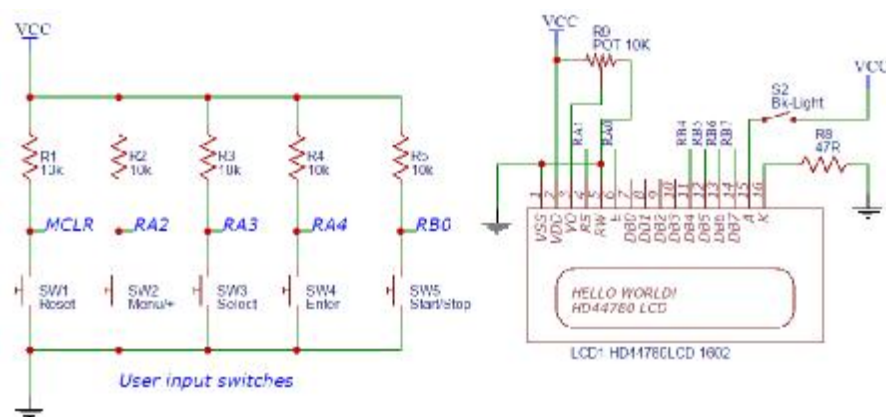 VCC
R1
10k
R2
10k
R3
10k
R4
10k
R5
10k
MCLR
RA2
RA3
RA4
RB0
SW1
Reset
SW2
Menu/+
SW3
Select
SW4
Enter
SW5
Start/Stop
User input switches
VCC
R9
POT 10K
VCC
S2
Bk-Light
R8
47R
RA1
RA0
RB4
RB5
RB6
RB7
1 2 3 4 5 6 7 8 9 10 11 12 13 14 15 16
VSS
VDD
VO
RS
RW
E
DB0
DB1
DB2
DB3
DB4
DB5
DB6
DB7
A
K
HELLO WORLD!
HD44780 LCD
LCD1 HD44780LCD 1602